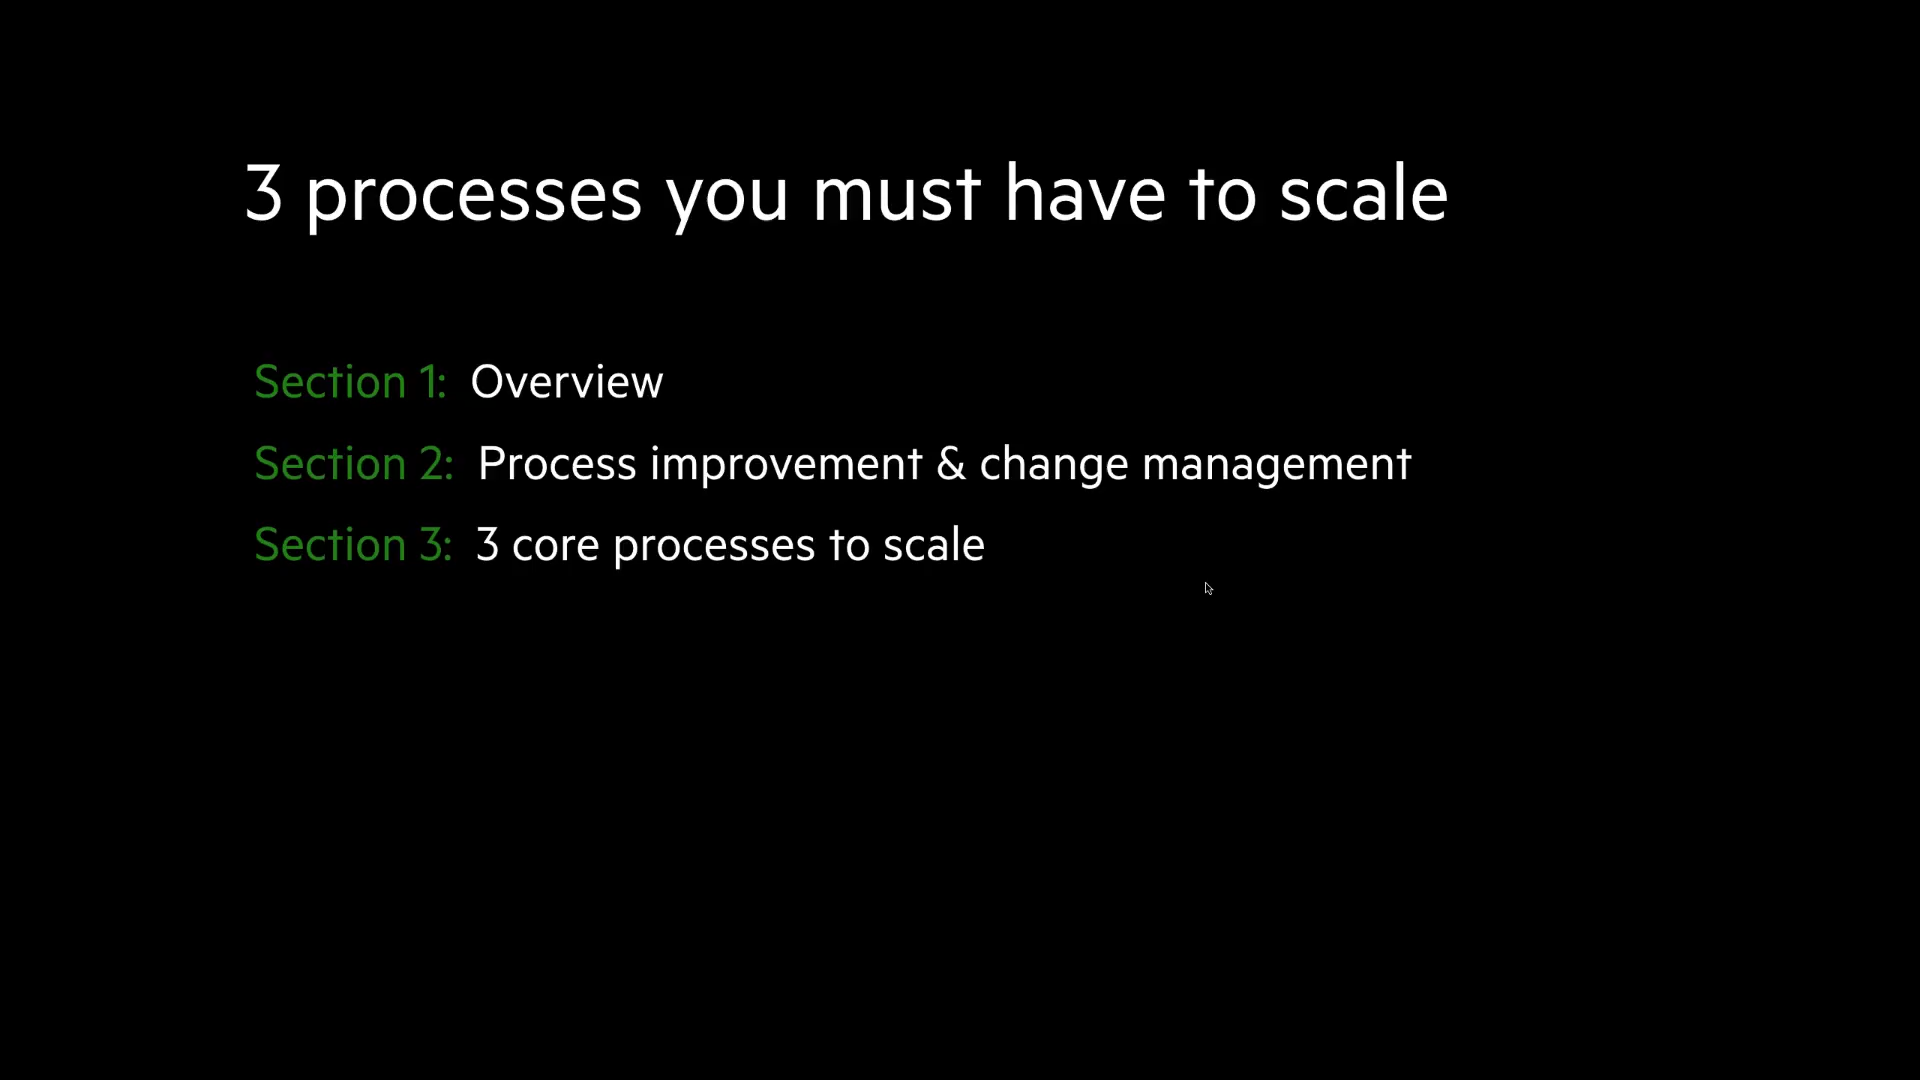 3 processes you must have to scale
Section 1: Overview
Section 2: Process improvement & change management
Section 3: 3 core processes to scale